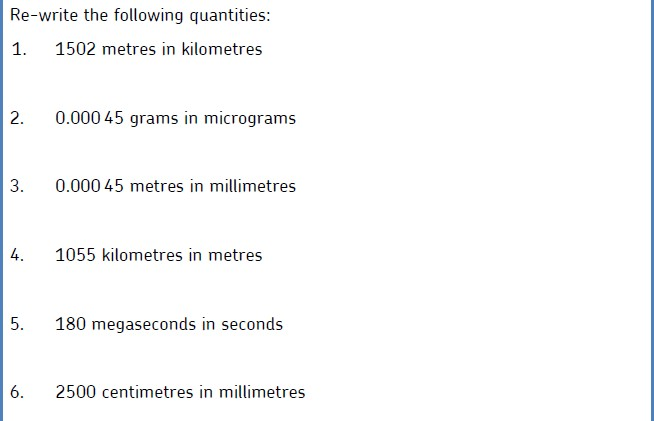 Re-write the following quantities:
1. 1502 metres in kilometres
2. 0.000 45 grams in micrograms
3. 0.000 45 metres in millimetres
4. 1055 kilometres in metres
5. 180 megaseconds in seconds
6. 2500 centimetres in millimetres